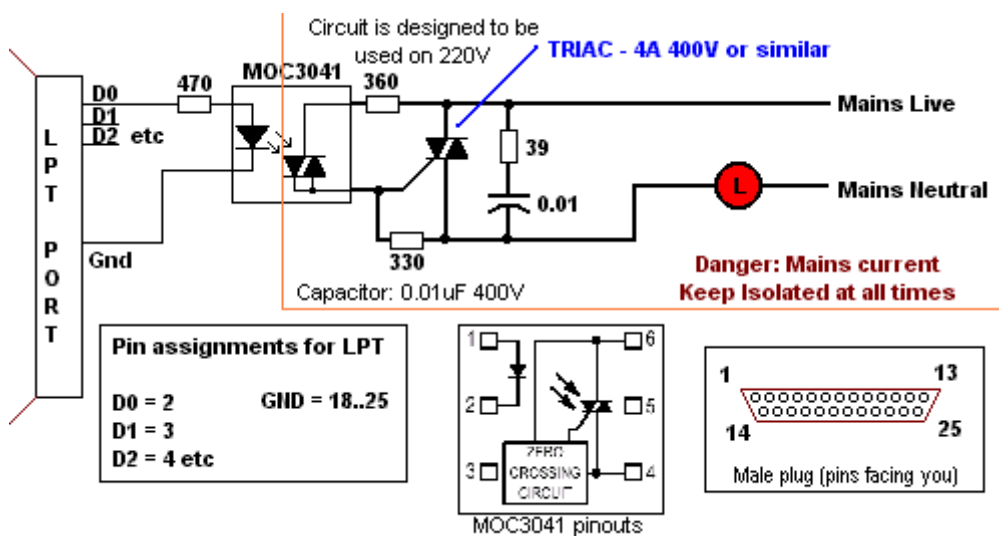 Circuit is designed to be
used on 220V
TRIAC - 4A 400V or similar
MOC3041
470
360
D0
D1
D2 etc
Mains Live
39
0.01
L
Mains Neutral
LPT PORT
Gnd
330
Capacitor: 0.01uF 400V
Danger: Mains current
Keep Isolated at all times
Pin assignments for LPT
D0 = 2 GND = 18..25
D1 = 3
D2 = 4 etc
1
6
2
5
3
4
ZERO
CROSSING
CIRCUIT
MOC3041 pinouts
1 13
14 25
Male plug (pins facing you)